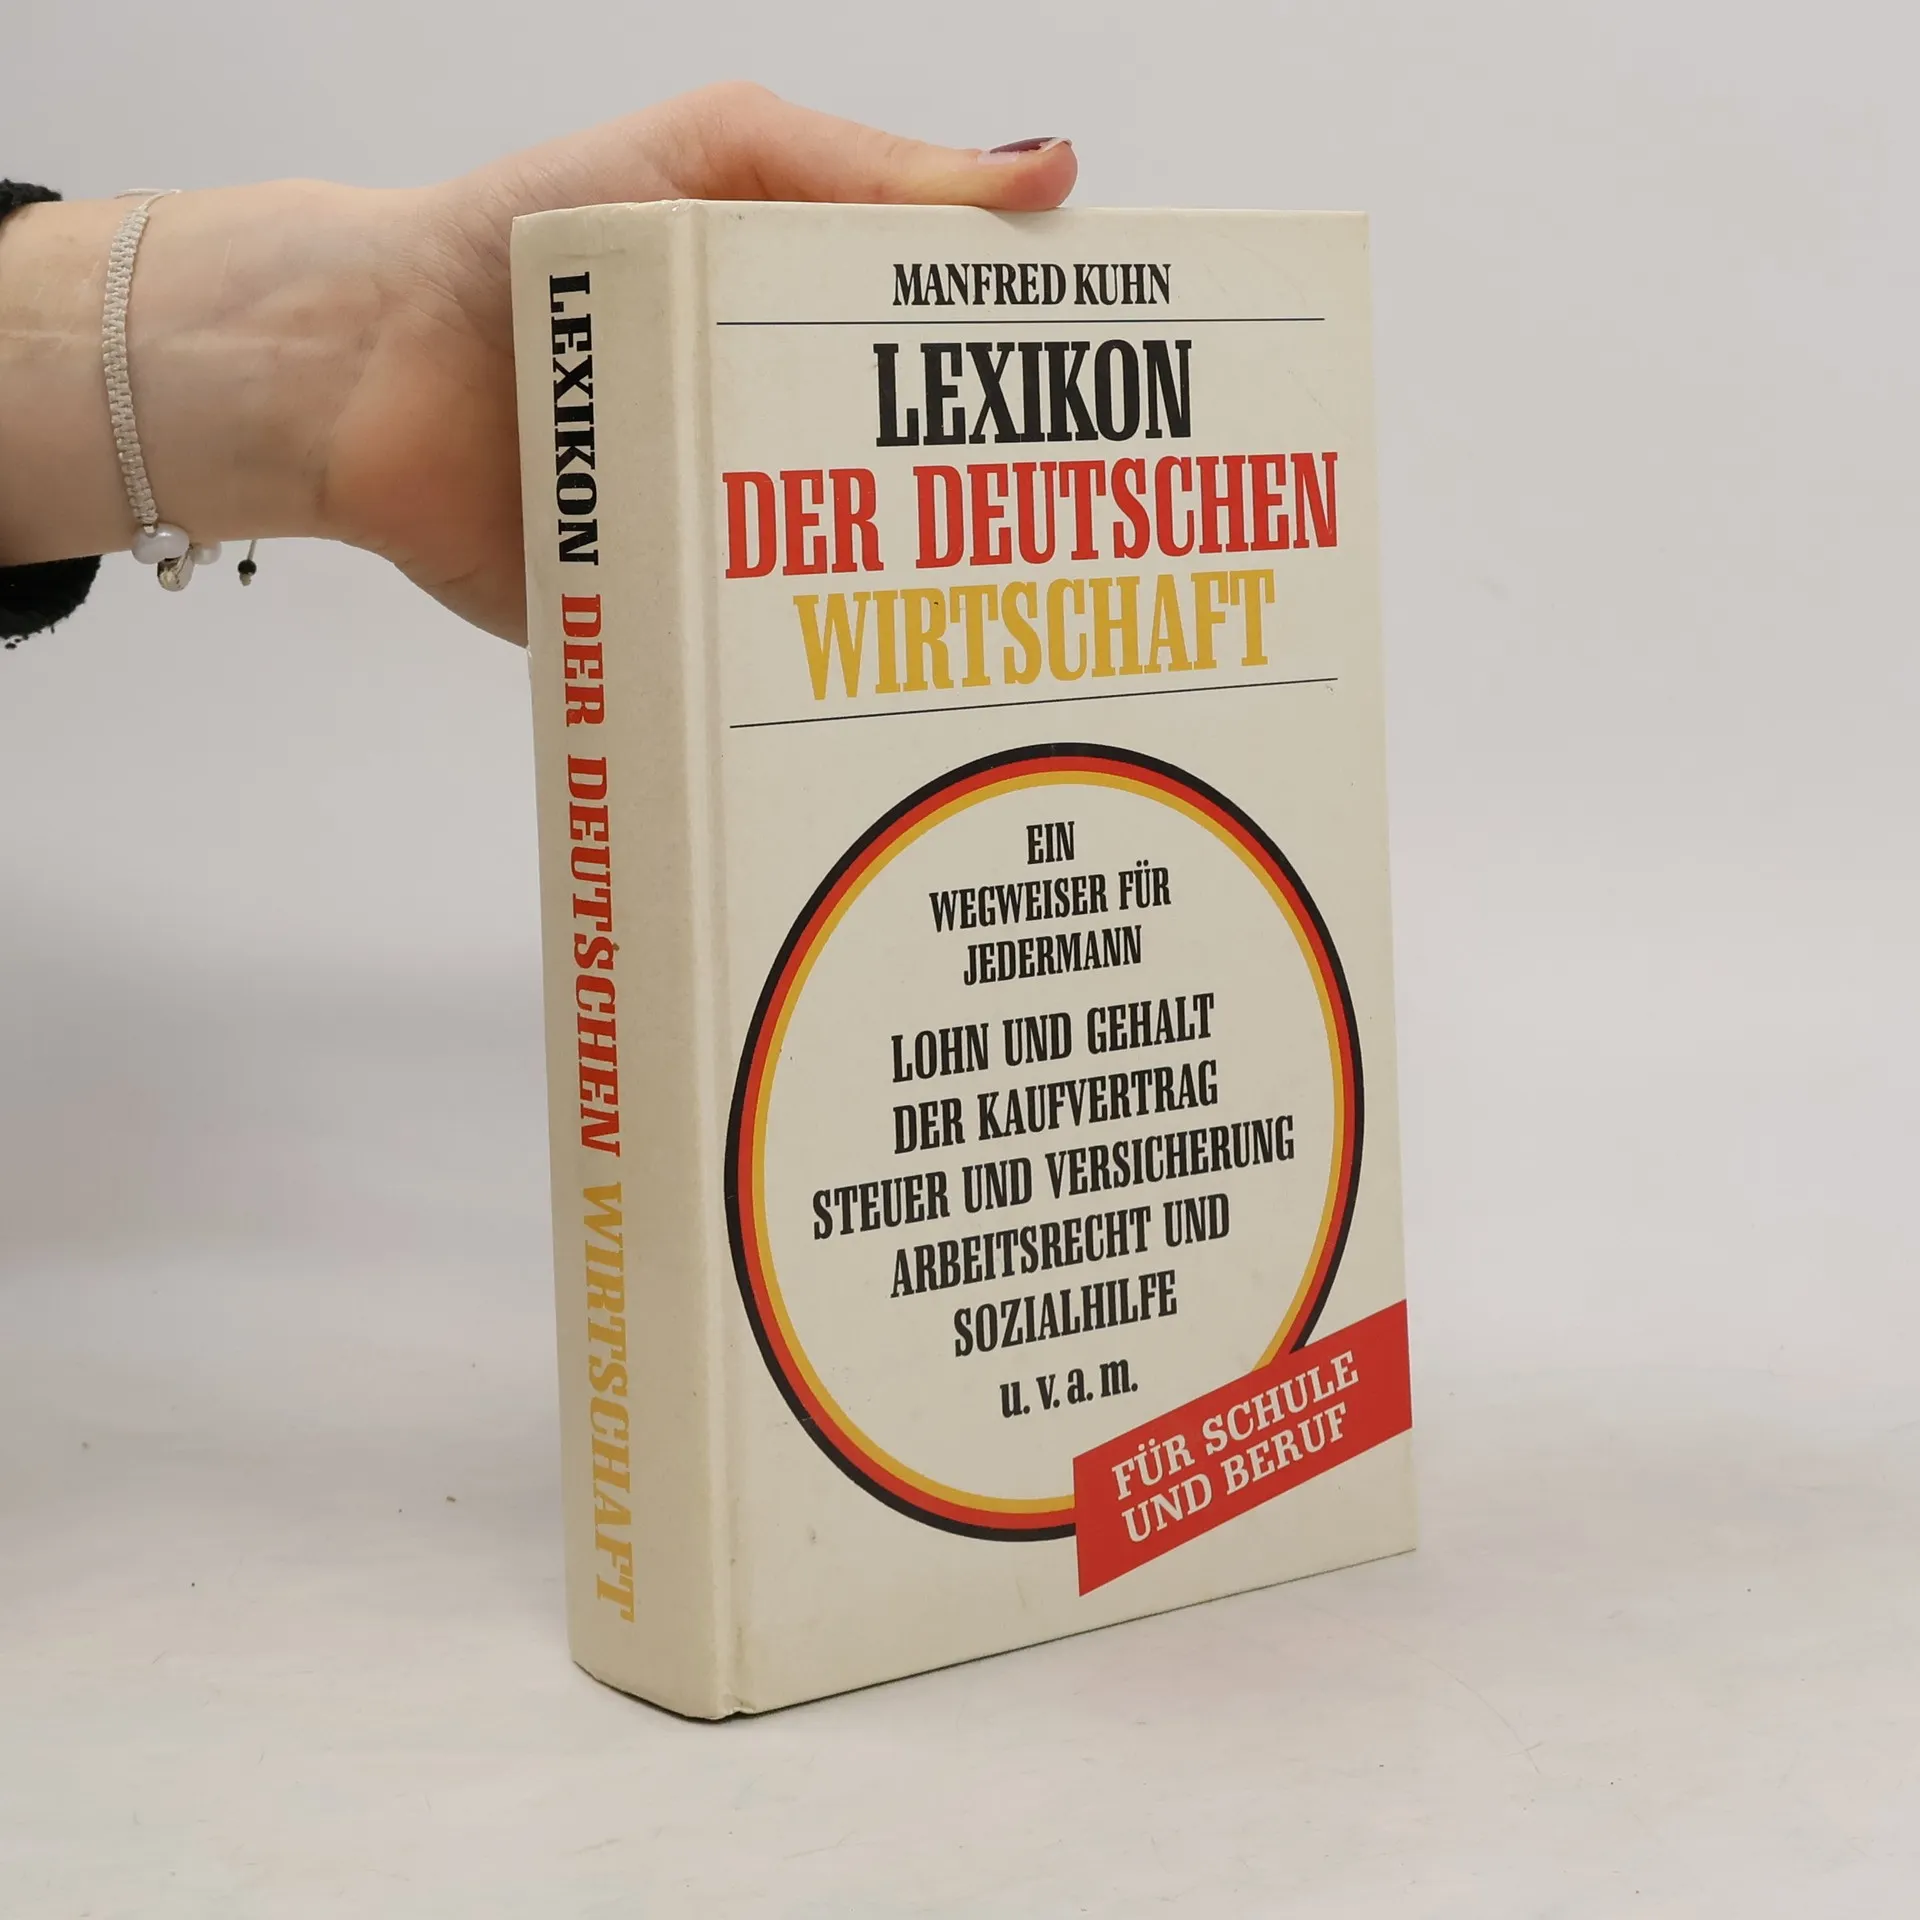 LEXIKON DER DEUTSCHEN WIRTSCHAFT
MANFRED KUHN
LEXIKON
DER DEUTSCHEN
WIRTSCHAFT
EIN
WEGWEISER FÜR
JEDERMANN
LOHN UND GEHALT
DER KAUFVERTRAG
STEUER UND VERSICHERUNG
ARBEITSRECHT UND
SOZIALHILFE
u. v. a. m.
FÜR SCHULE
UND BERUF